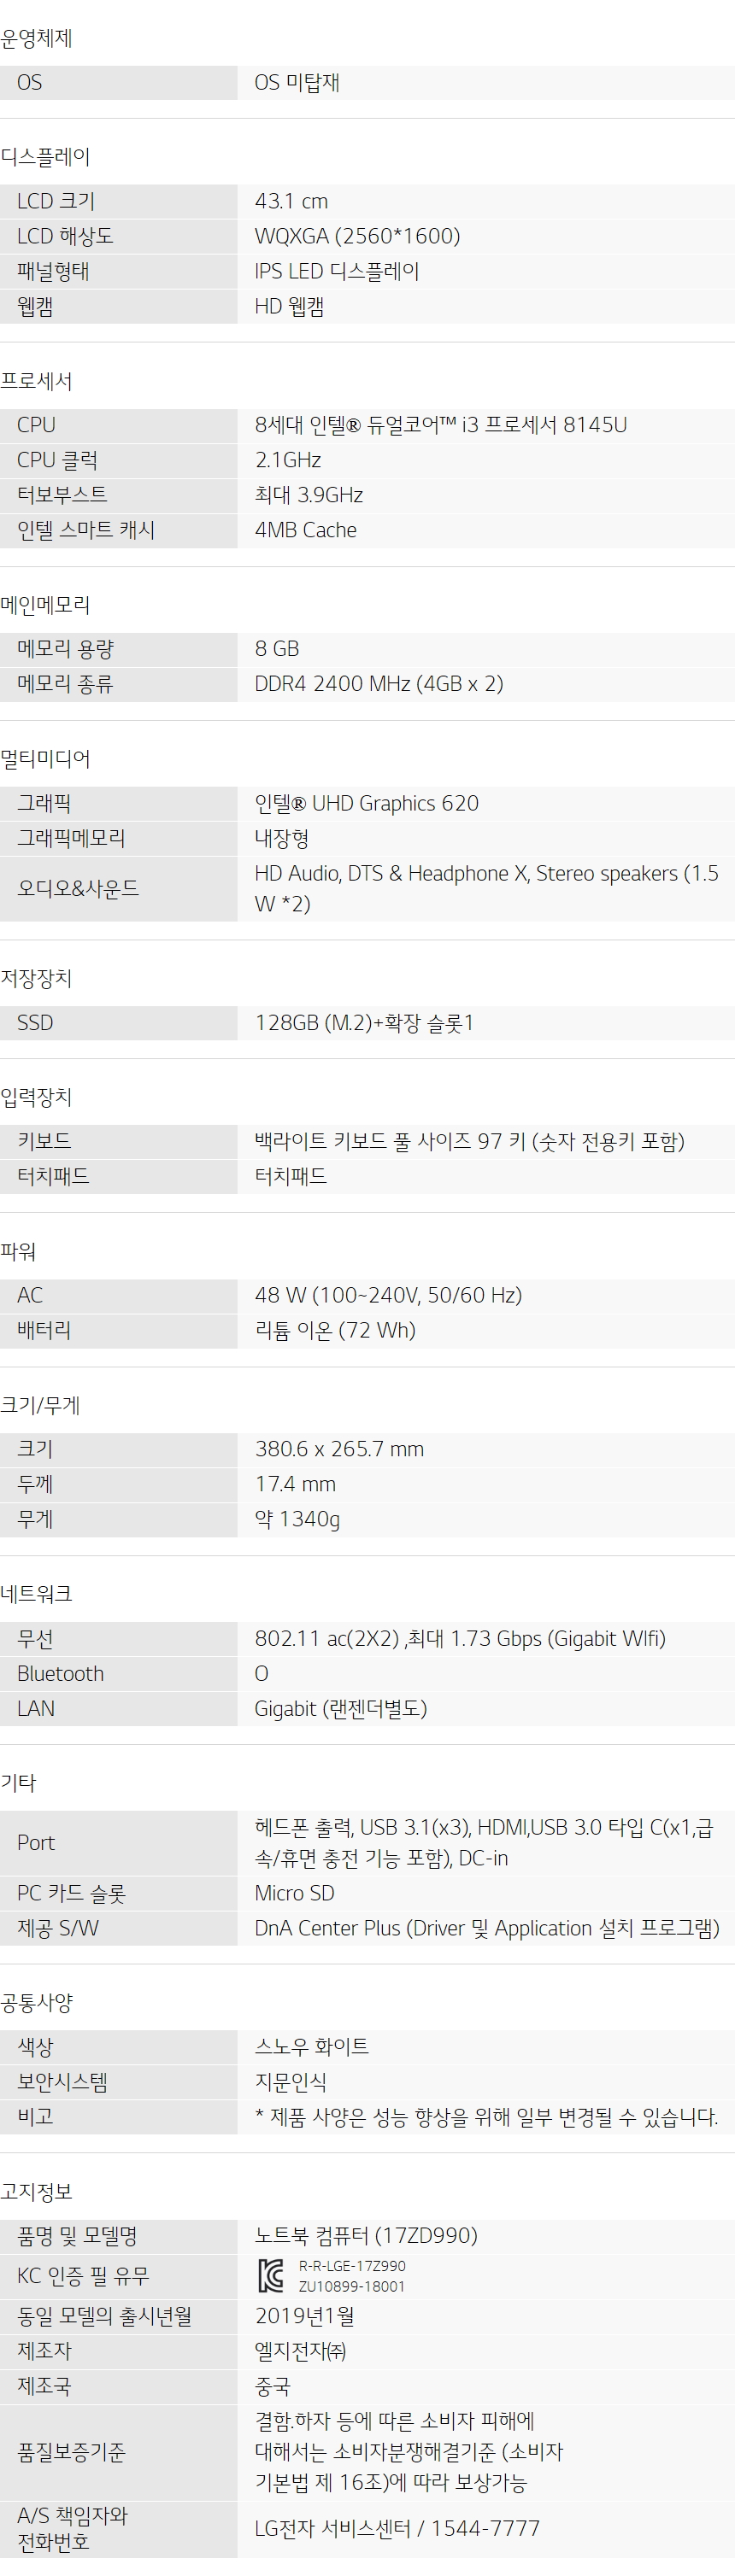 운영체제
OS OS 미탑재
디스플레이
LCD 크기 43.1 cm
LCD 해상도 WQXGA (2560*1600)
패널형태 IPS LED 디스플레이
웹캠 HD 웹캠
프로세서
CPU 8세대 인텔® 듀얼코어™ i3 프로세서 8145U
CPU 클럭 2.1GHz
터보부스트 최대 3.9GHz
인텔 스마트 캐시 4MB Cache
메인메모리
메모리 용량 8 GB
메모리 종류 DDR4 2400 MHz (4GB x 2)
멀티미디어
그래픽 인텔® UHD Graphics 620
그래픽메모리 내장형
오디오&사운드 HD Audio, DTS & Headphone X, Stereo speakers (1.5
W *2)
저장장치
SSD 128GB (M.2)+확장 슬롯1
입력장치
키보드 백라이트 키보드 풀 사이즈 97 키 (숫자 전용키 포함)
터치패드 터치패드
파워
AC 48 W (100~240V, 50/60 Hz)
배터리 리튬 이온 (72 Wh)
크기/무게
크기 380.6 x 265.7 mm
두께 17.4 mm
무게 약 1340g
네트워크
무선 802.11 ac(2X2) ,최대 1.73 Gbps (Gigabit WIfi)
Bluetooth O
LAN Gigabit (랜젠더별도)
기타
Port 헤드폰 출력, USB 3.1(x3), HDMI,USB 3.0 타입 C(x1,급
속/휴면 충전 기능 포함), DC-in
PC 카드 슬롯 Micro SD
제공 S/W DnA Center Plus (Driver 및 Application 설치 프로그램)
공통사양
색상 스노우 화이트
보안시스템 지문인식
비고 * 제품 사양은 성능 향상을 위해 일부 변경될 수 있습니다.
고지정보
품명 및 모델명 노트북 컴퓨터 (17ZD990)
KC 인증 필 유무 R-R-LGE-17Z990
ZU10899-18001
동일 모델의 출시년월 2019년1월
제조자 엘지전자㈜
제조국 중국
품질보증기준 결함.하자 등에 따른 소비자 피해에
대해서는 소비자분쟁해결기준 (소비자
기본법 제 16조)에 따라 보상가능
A/S 책임자와
전화번호 LG전자 서비스센터 / 1544-7777